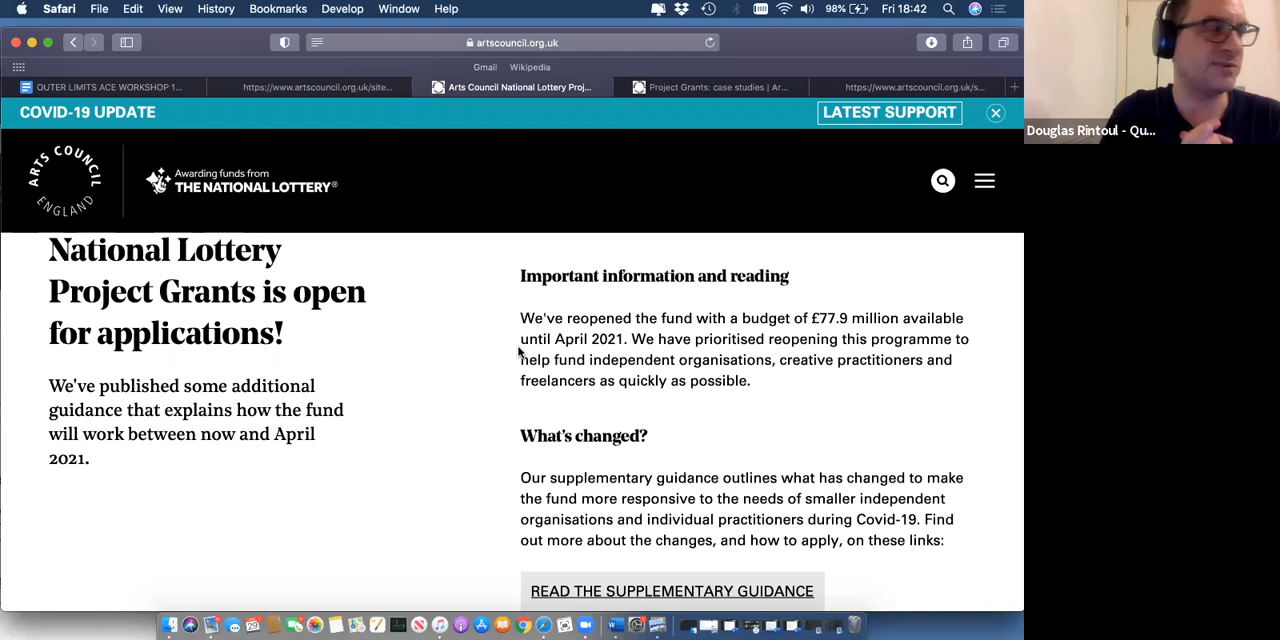 Safari File Edit View History Bookmarks Develop Window Help 98% Fri 18:42
artscouncil.org.uk
Gmail Wikipedia
OUTER LIMITS ACE WORKSHOP 1... https://www.artscouncil.org.uk/site... Arts Council National Lottery Proj... Project Grants: case studies | Ar... https://www.artscouncil.org.uk/s...
COVID-19 UPDATE
LATEST SUPPORT
ARTS COUNCIL ENGLAND
Awarding funds from
THE NATIONAL LOTTERY®
National Lottery
Project Grants is open
for applications!
We've published some additional
guidance that explains how the fund
will work between now and April
2021.
Important information and reading
We've reopened the fund with a budget of £77.9 million available
until April 2021. We have prioritised reopening this programme to
help fund independent organisations, creative practitioners and
freelancers as quickly as possible.
What's changed?
Our supplementary guidance outlines what has changed to make
the fund more responsive to the needs of smaller independent
organisations and individual practitioners during Covid-19. Find
out more about the changes, and how to apply, on these links:
READ THE SUPPLEMENTARY GUIDANCE
Douglas Rintoul - Qu...